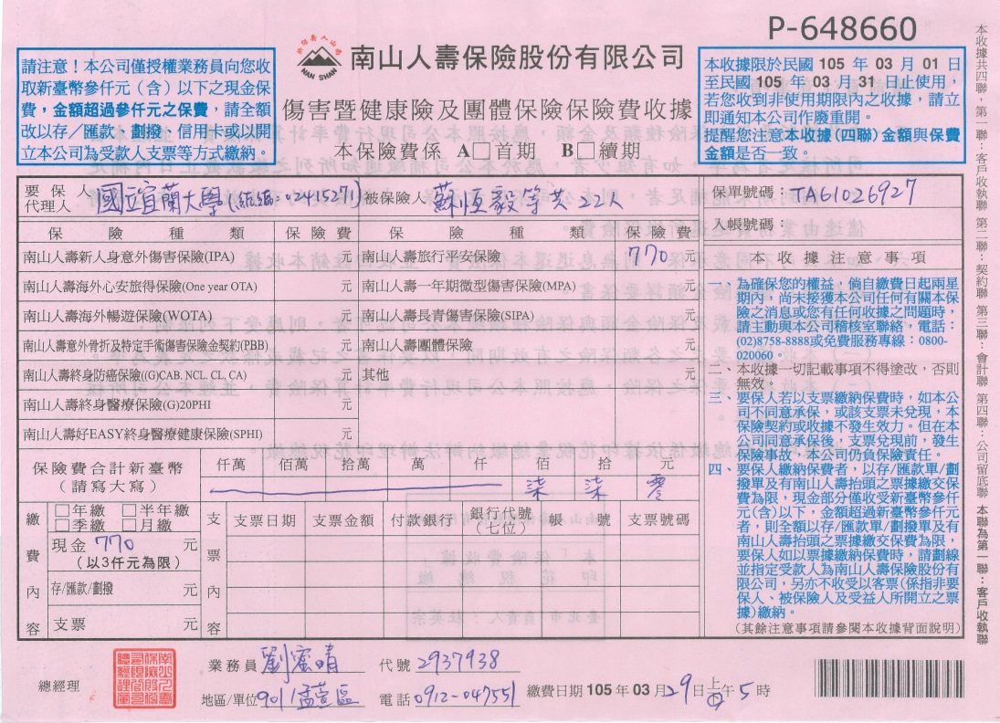 P-648660
請注意！本公司僅授權業務員向您收
取新臺幣參仟元（含）以下之現金保
費，金額超過參仟元之保費，請全額
改以存／匯款、劃撥、信用卡或以開
立本公司為受款人支票等方式繳納。
NAN SHAN
南山人壽保險股份有限公司
傷害暨健康險及團體保險保險費收據
本保險費係 A□首期 B□續期
本收據限於民國 105 年 03 月 01 日
至民國 105 年 03 月 31 日止使用，
若您收到非使用期限內之收據，請立
即通知本公司作廢重開。
提醒您注意本收據（四聯）金額與保費
金額是否一致。
要保人
代理人 國立宜蘭大學(統編:02415271) 被保險人 蘇恆毅等共22人
保單號碼：TA61026927
入帳號碼：
保險種類 保險費 保險種類 保險費
南山人壽新人身意外傷害保險(IPA) 元 南山人壽旅行平安保險 770元
南山人壽海外心安旅得保險(One year OTA) 元 南山人壽一年期微型傷害保險(MPA) 元
南山人壽海外暢遊保險(WOTA) 元 南山人壽長青傷害保險(SIPA) 元
南山人壽意外骨折及特定手術傷害保險金契約(PBB) 元 南山人壽團體保險 元
南山人壽終身防癌保險((G)CAB, NCL, CL, CA) 元 其他 元
南山人壽終身醫療保險(G)20PHI 元
南山人壽好EASY終身醫療健康保險(SPHI) 元
保險費合計新臺幣
（請寫大寫）
仟萬 佰萬 拾萬 萬 仟 佰 拾 元
柒 柒 零
繳費內容
□年繳 □半年繳
□季繳 □月繳
現金 770 元
（以3仟元為限）
存/匯款/劃撥 元
支票 元
支票內容
支票日期 支票金額 付款銀行 銀行代號（七位） 帳號 支票號碼
本收據注意事項
一、為確保您的權益，倘自繳費日起兩星
期內，尚未接獲本公司任何有關本保
險之消息或您有任何收據之問題時，
請主動與本公司稽核室聯絡，電話：
(02)8758-8888或免費服務專線：0800-
020060。
二、本收據一切記載事項不得塗改，否則
無效。
三、要保人若以支票繳納保費時，如本公
司不同意承保，或該支票未兌現，本
保險契約或收據不發生效力。但在本
公司同意承保後，支票兌現前，發生
保險事故，本公司仍負保險責任。
四、要保人繳納保費者，以存/匯款單/劃
撥單及有南山人壽抬頭之票據繳交保
費為限，現金部分僅收受新臺幣參仟
元(含)以下，金額超過新臺幣參仟元
者，則全額以存/匯款單/劃撥單及有
南山人壽抬頭之票據繳交保費為限，
要保人如以票據繳納保費時，請劃線
並指定受款人為南山人壽保險股份有
限公司，另亦不收受以客票(係指非要
保人、被保險人及受益人所開立之票
據)繳納。
（其餘注意事項請參閱本收據背面說明）
本收據共四聯，第一聯：客戶收執聯 第二聯：契約聯 第三聯：會計聯 第四聯：公司留底聯 本聯為第一聯：客戶收執聯
總經理
業務員 劉蜜晴 代號 2937938
地區/單位 901/孟萱區 電話 0912-047551
繳費日期 105 年 03 月 29日 上下午 5 時